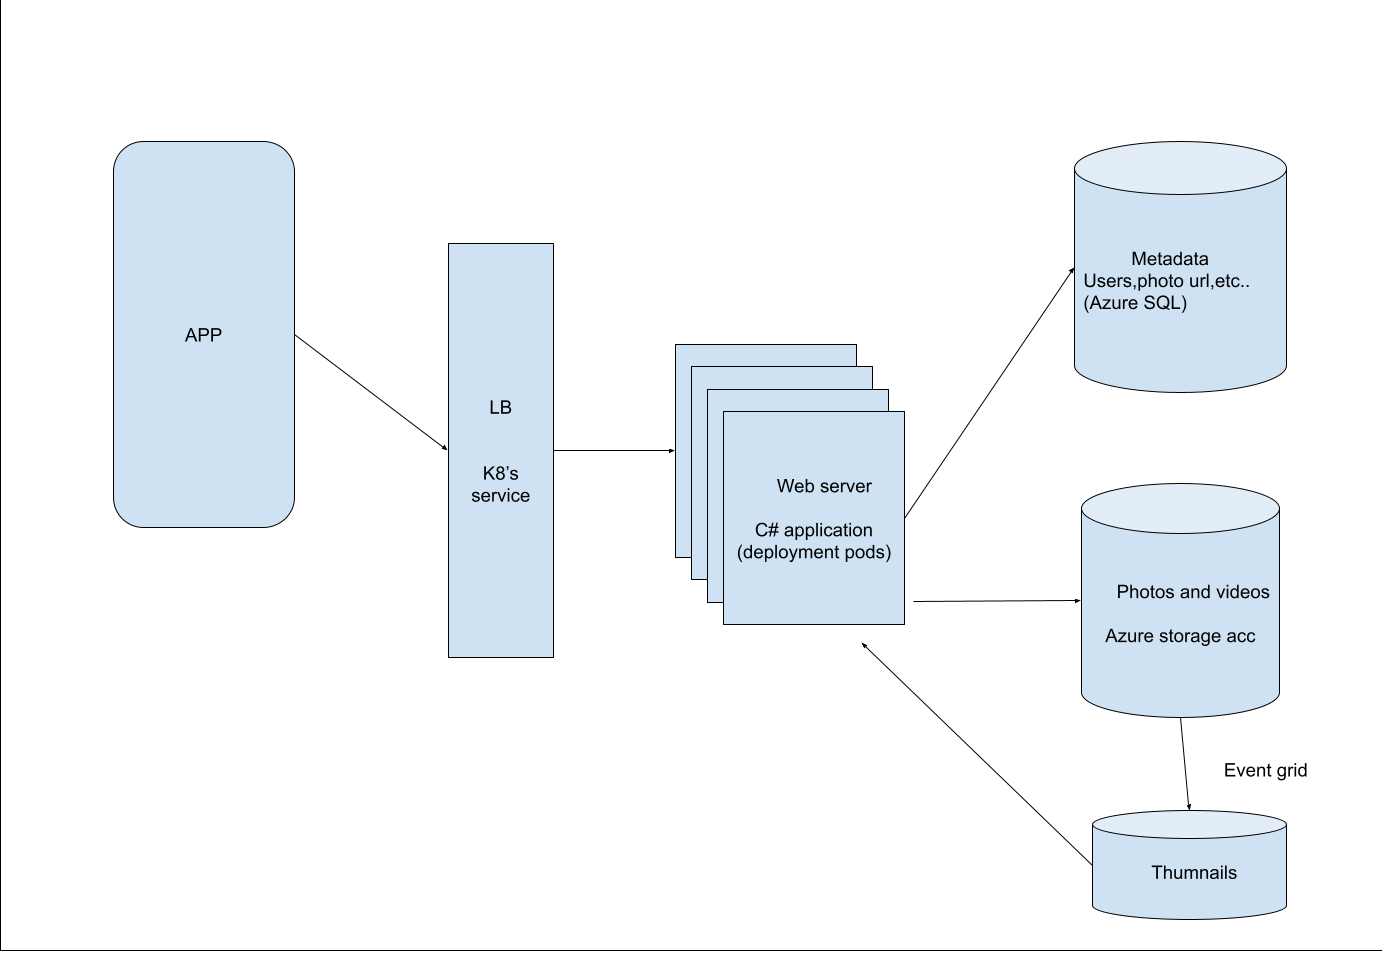 APP
LB
K8's
service
Web server
C# application
(deployment pods)
Metadata
Users,photo url,etc..
(Azure SQL)
Photos and videos
Azure storage acc
Event grid
Thumnails